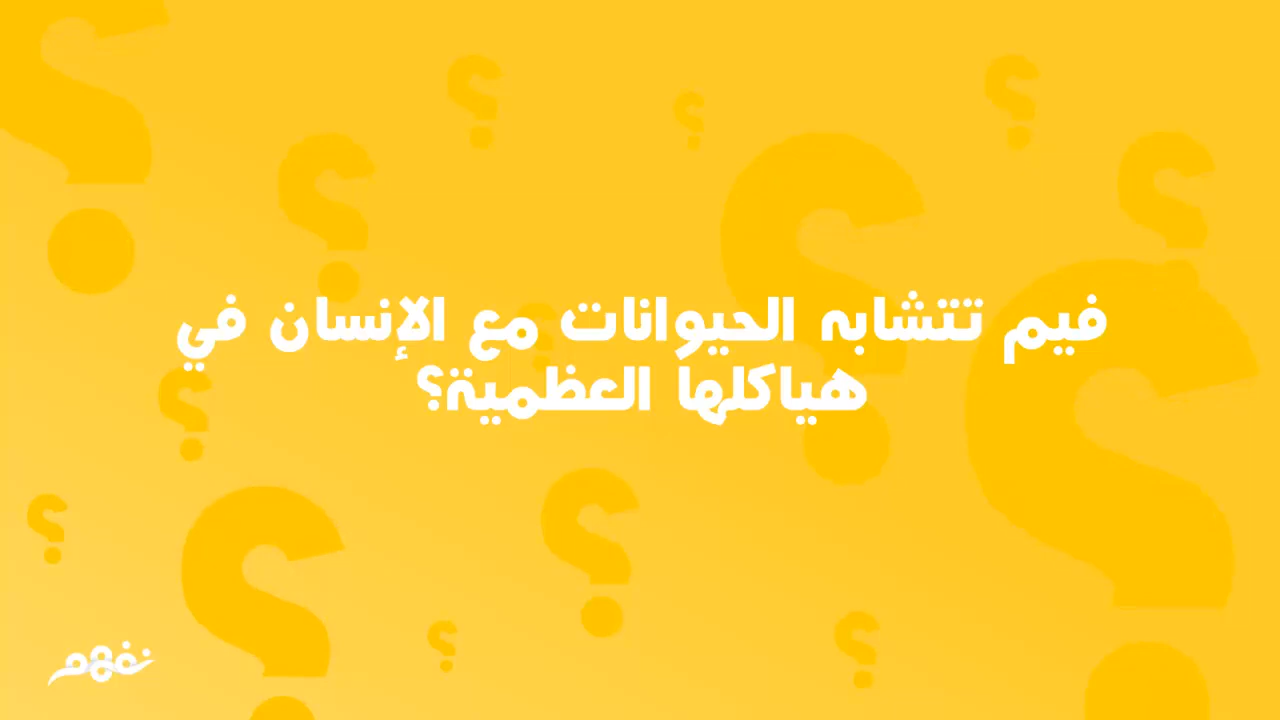 فيم تتشابه الحيوانات مع الإنسان في
هياكلها العظمية؟
نفهم